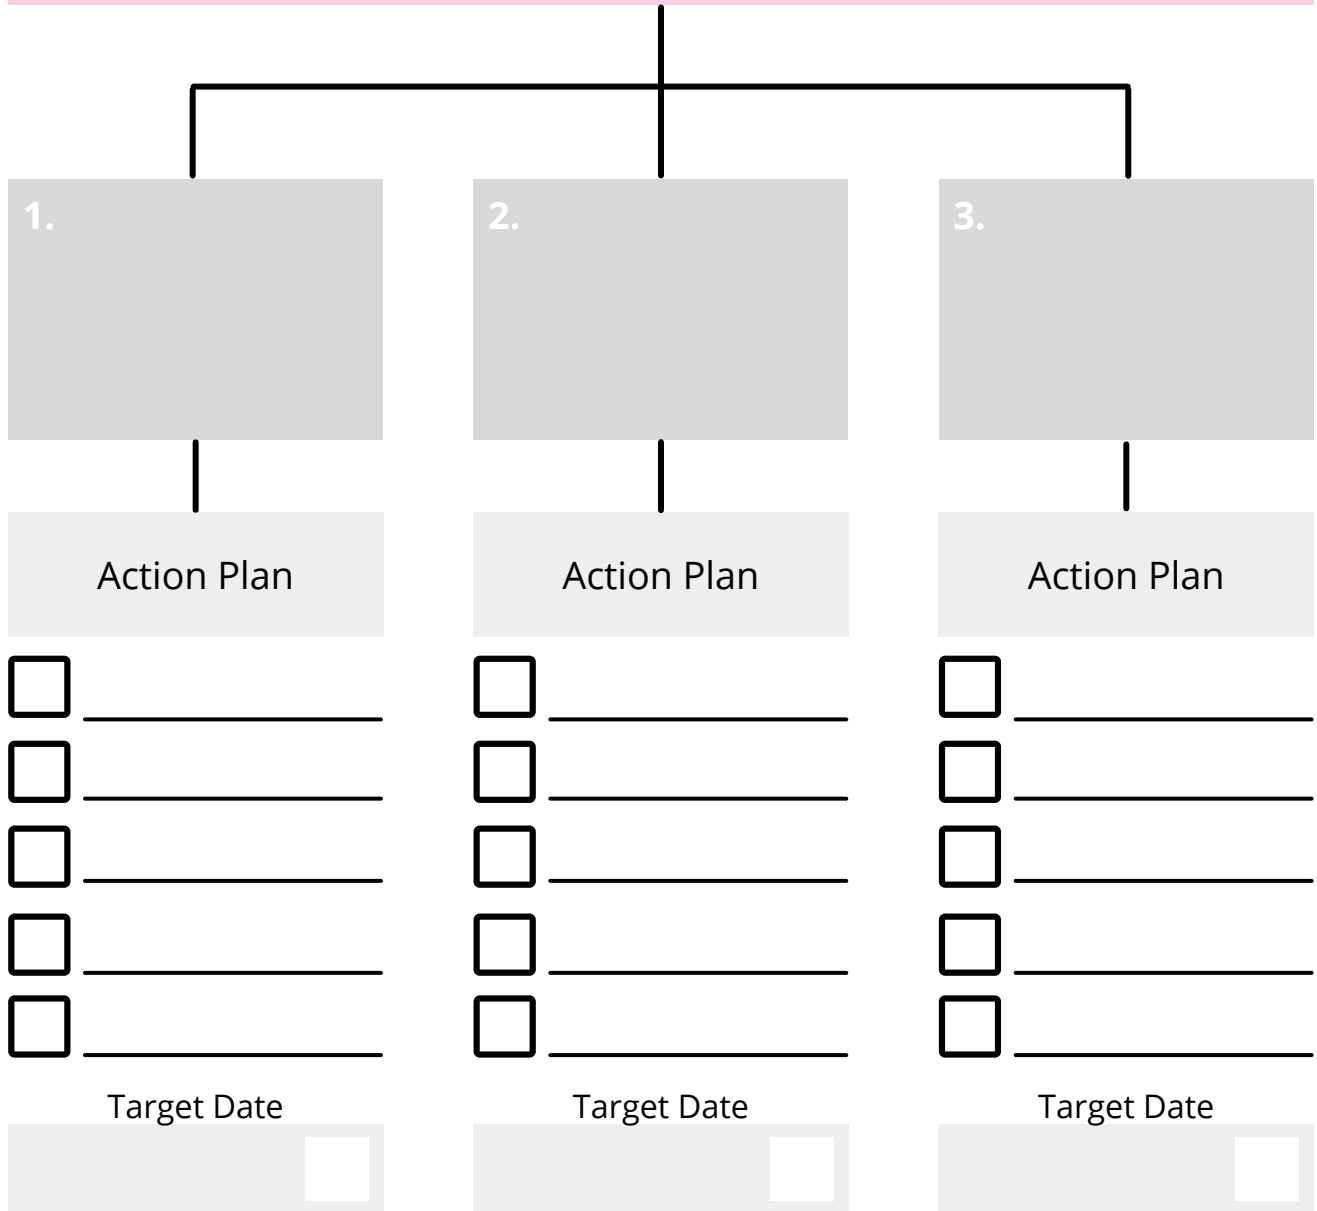 1.
2.
3.
Action Plan
Action Plan
Action Plan
Target Date
Target Date
Target Date